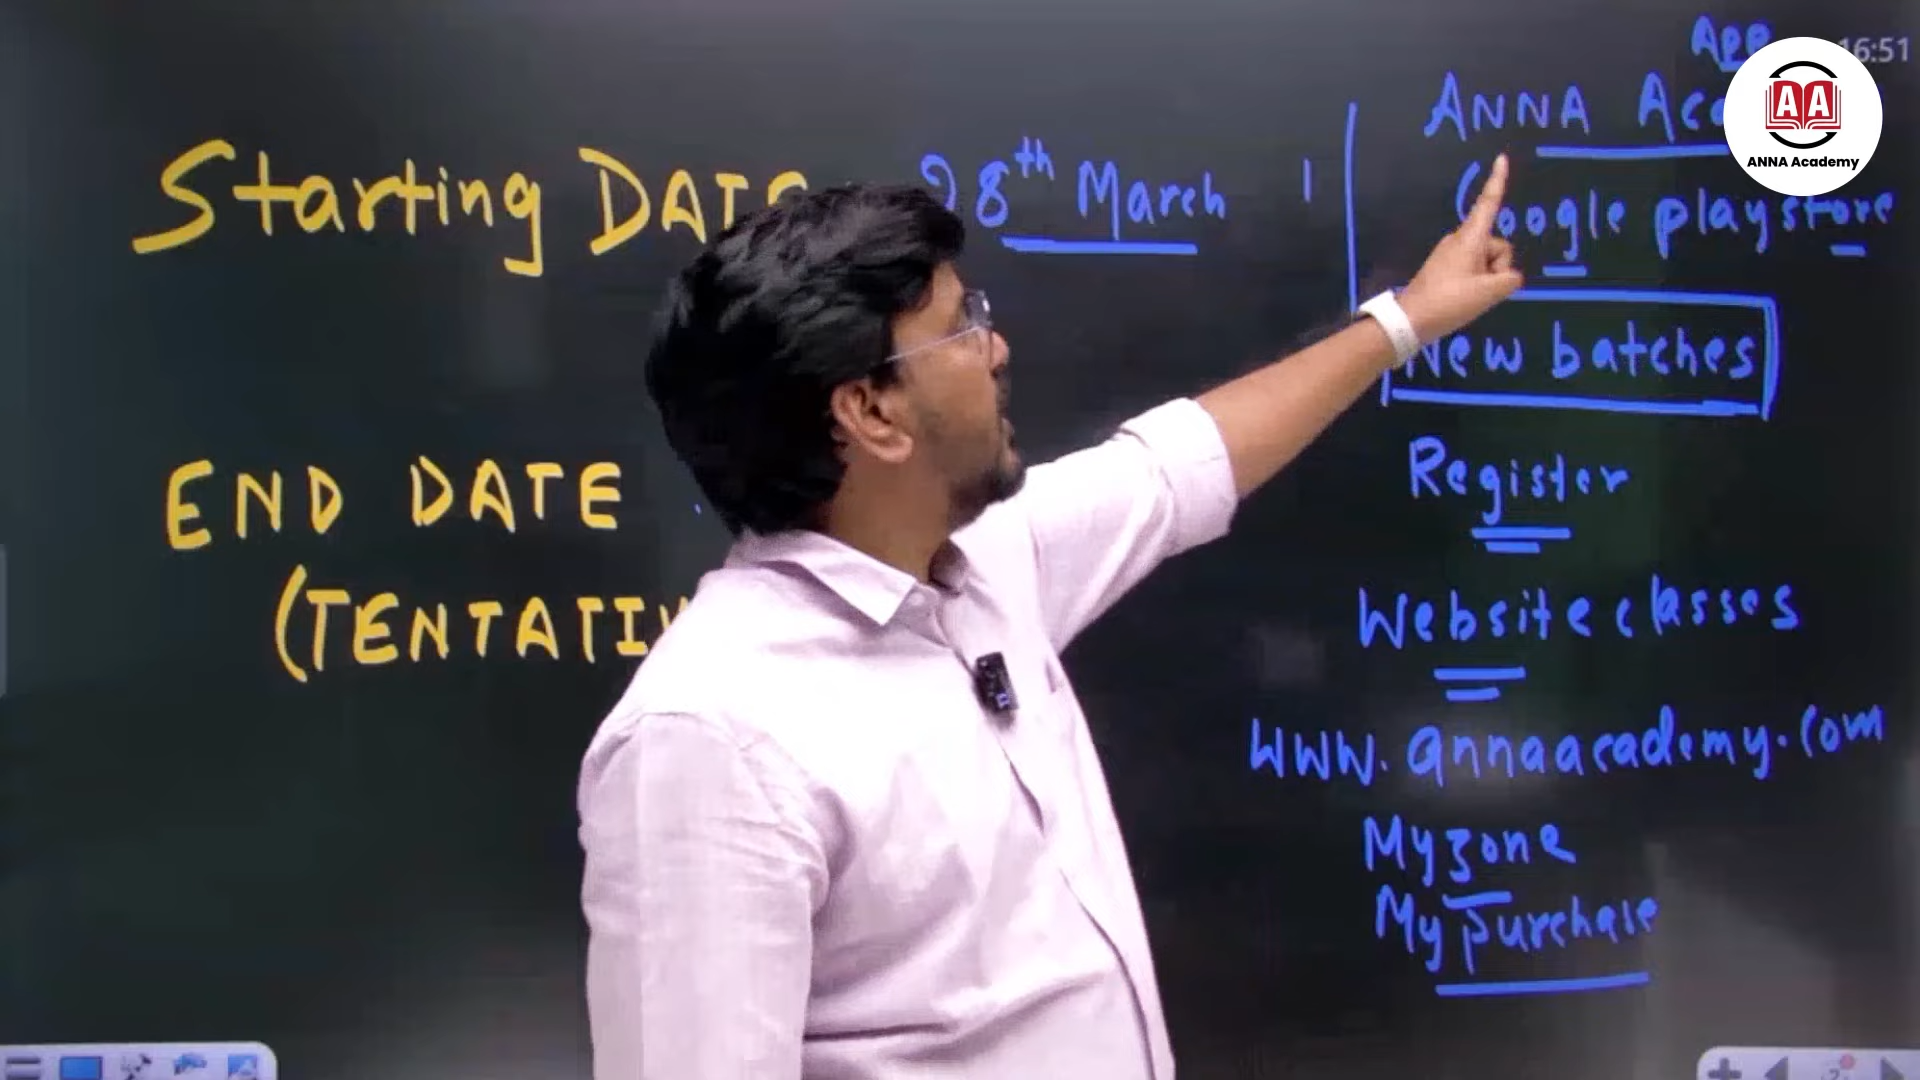 App
16:51
ANNA
AA
ANNA Academy
Starting
28th March
Google playstore
New batches
Register
END DATE
Website classes
www.annaacademy.com
Myzone
My purchase